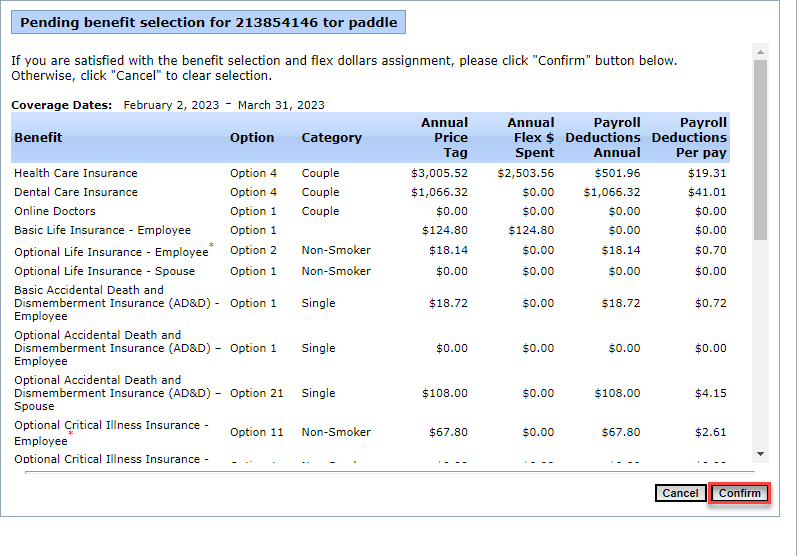 Pending benefit selection for 213854146 tor paddle
If you are satisfied with the benefit selection and flex dollars assignment, please click "Confirm" button below.
Otherwise, click "Cancel" to clear selection.
Coverage Dates: February 2, 2023 – March 31, 2023
Benefit Option Category Annual Price Tag Annual Flex $ Spent Payroll Deductions Annual Payroll Deductions Per pay
Health Care Insurance Option 4 Couple $3,005.52 $2,503.56 $501.96 $19.31
Dental Care Insurance Option 4 Couple $1,066.32 $0.00 $1,066.32 $41.01
Online Doctors Option 1 Couple $0.00 $0.00 $0.00 $0.00
Basic Life Insurance - Employee Option 1 $124.80 $124.80 $0.00 $0.00
Optional Life Insurance - Employee* Option 2 Non-Smoker $18.14 $0.00 $18.14 $0.70
Optional Life Insurance - Spouse Option 1 Non-Smoker $0.00 $0.00 $0.00 $0.00
Basic Accidental Death and
Dismemberment Insurance (AD&D) - Option 1 Single $18.72 $0.00 $18.72 $0.72
Employee
Optional Accidental Death and
Dismemberment Insurance (AD&D) – Option 1 Single $0.00 $0.00 $0.00 $0.00
Employee
Optional Accidental Death and
Dismemberment Insurance (AD&D) – Option 21 Single $108.00 $0.00 $108.00 $4.15
Spouse
Optional Critical Illness Insurance -
Employee* Option 11 Non-Smoker $67.80 $0.00 $67.80 $2.61
Optional Critical Illness Insurance -
Cancel Confirm